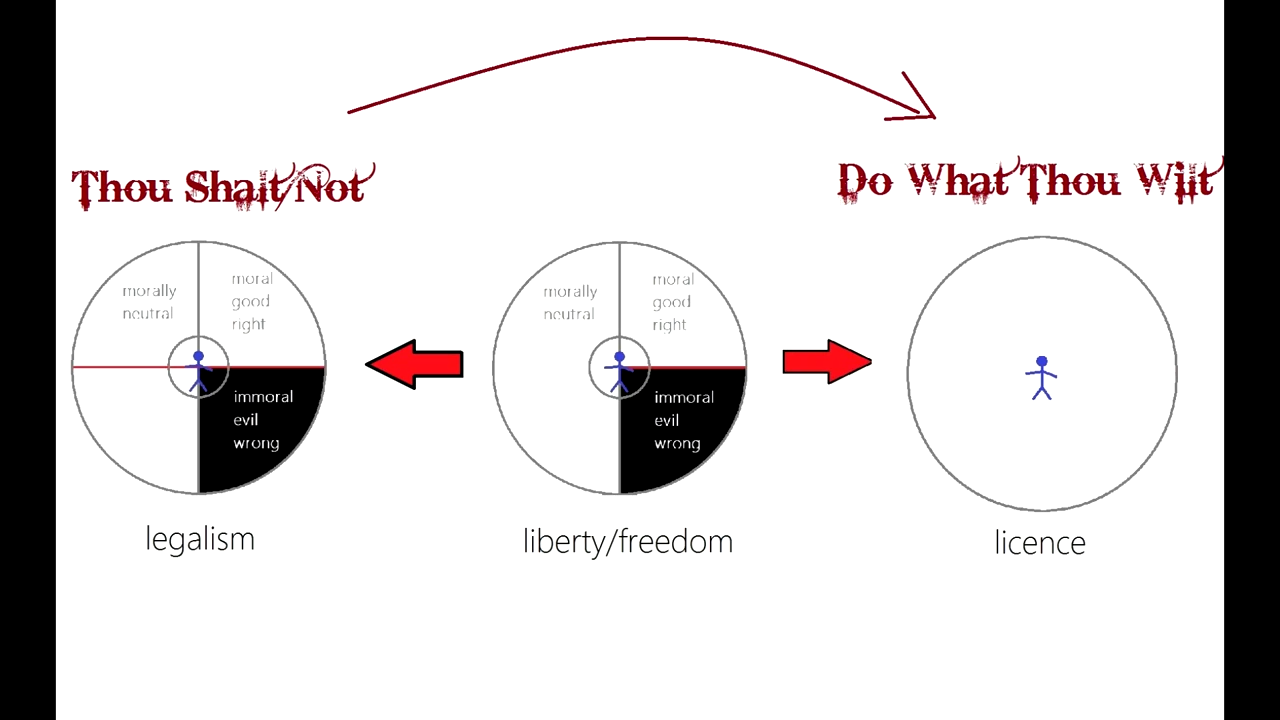 Thou Shalt Not
Do What Thou Wilt
morally
neutral
moral
good
right
immoral
evil
wrong
morally
neutral
moral
good
right
immoral
evil
wrong
legalism
liberty/freedom
licence